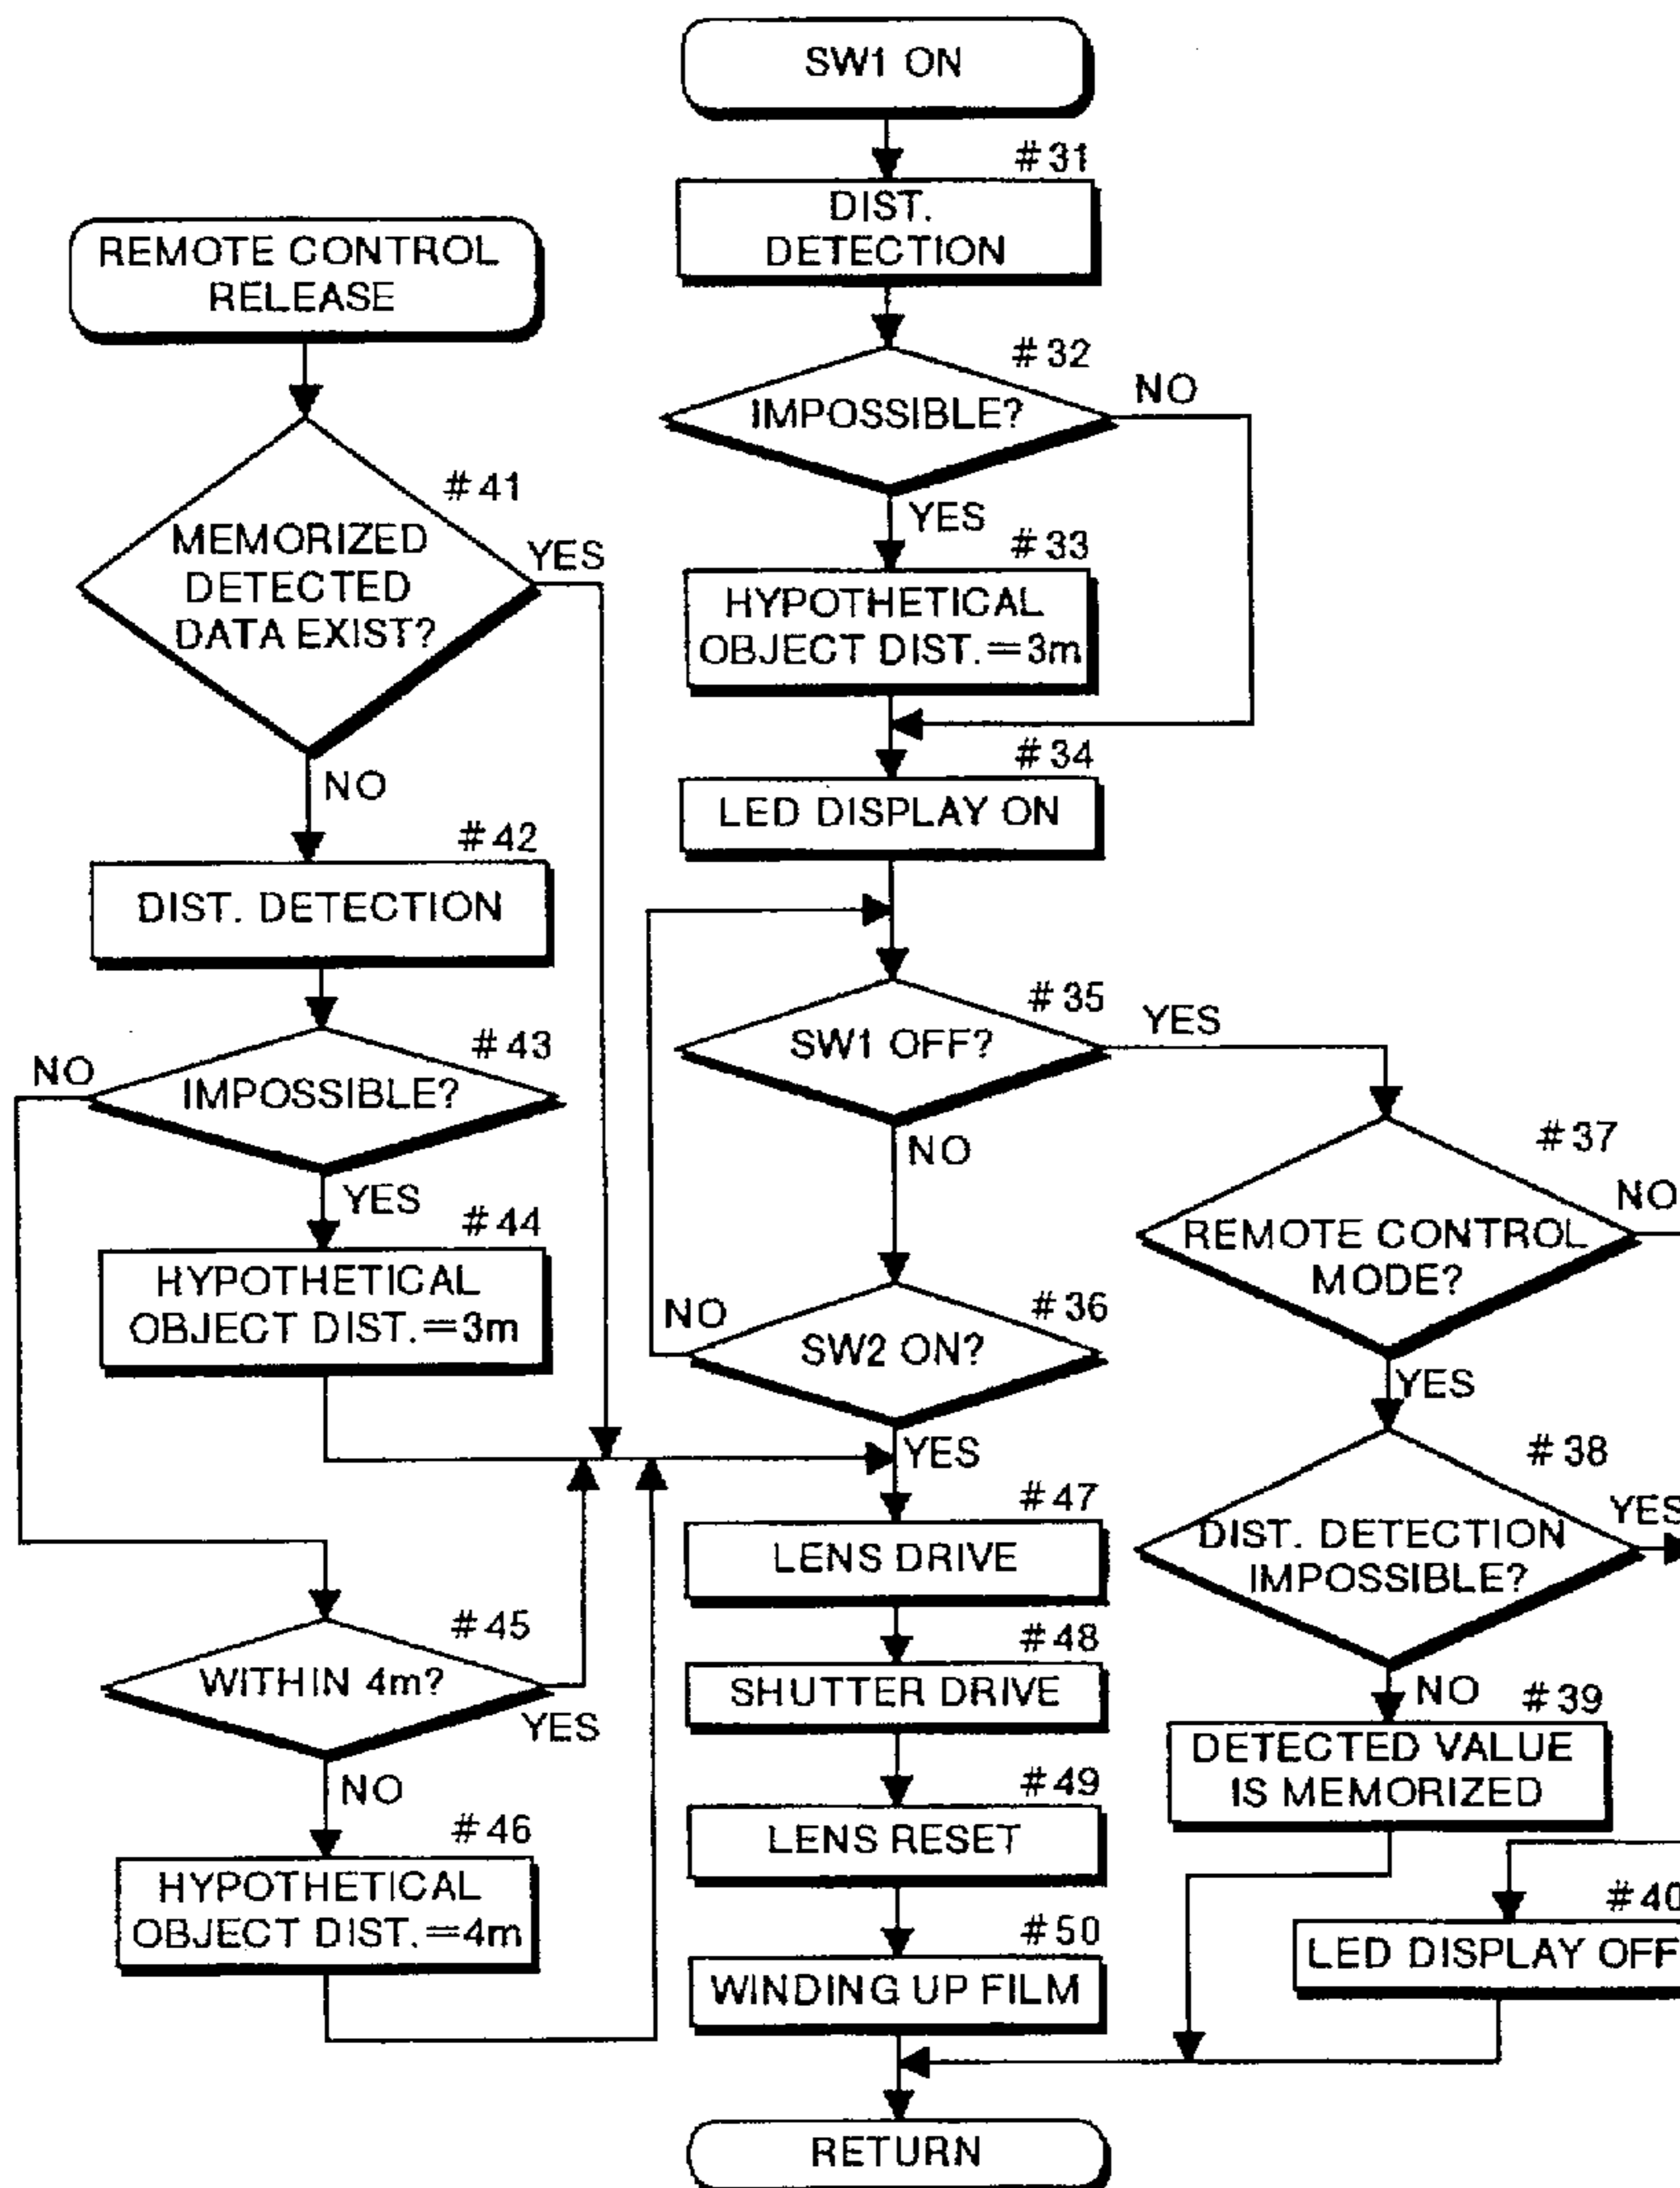 SW1 ON
#31
DIST.
DETECTION
#32
IMPOSSIBLE?
NO
YES
#33
HYPOTHETICAL
OBJECT DIST.=3m
#34
LED DISPLAY ON
#35
SW1 OFF?
YES
NO
#36
SW2 ON?
NO
YES
#47
LENS DRIVE
#48
SHUTTER DRIVE
#49
LENS RESET
#50
WINDING UP FILM
RETURN
REMOTE CONTROL
RELEASE
#41
MEMORIZED
DETECTED
DATA EXIST?
YES
NO
#42
DIST. DETECTION
#43
IMPOSSIBLE?
NO
YES
#44
HYPOTHETICAL
OBJECT DIST.=3m
#45
WITHIN 4m?
YES
NO
#46
HYPOTHETICAL
OBJECT DIST.=4m
#37
REMOTE CONTROL
MODE?
NO
YES
#38
DIST. DETECTION
IMPOSSIBLE?
YES
NO
#39
DETECTED VALUE
IS MEMORIZED
#40
LED DISPLAY OFF